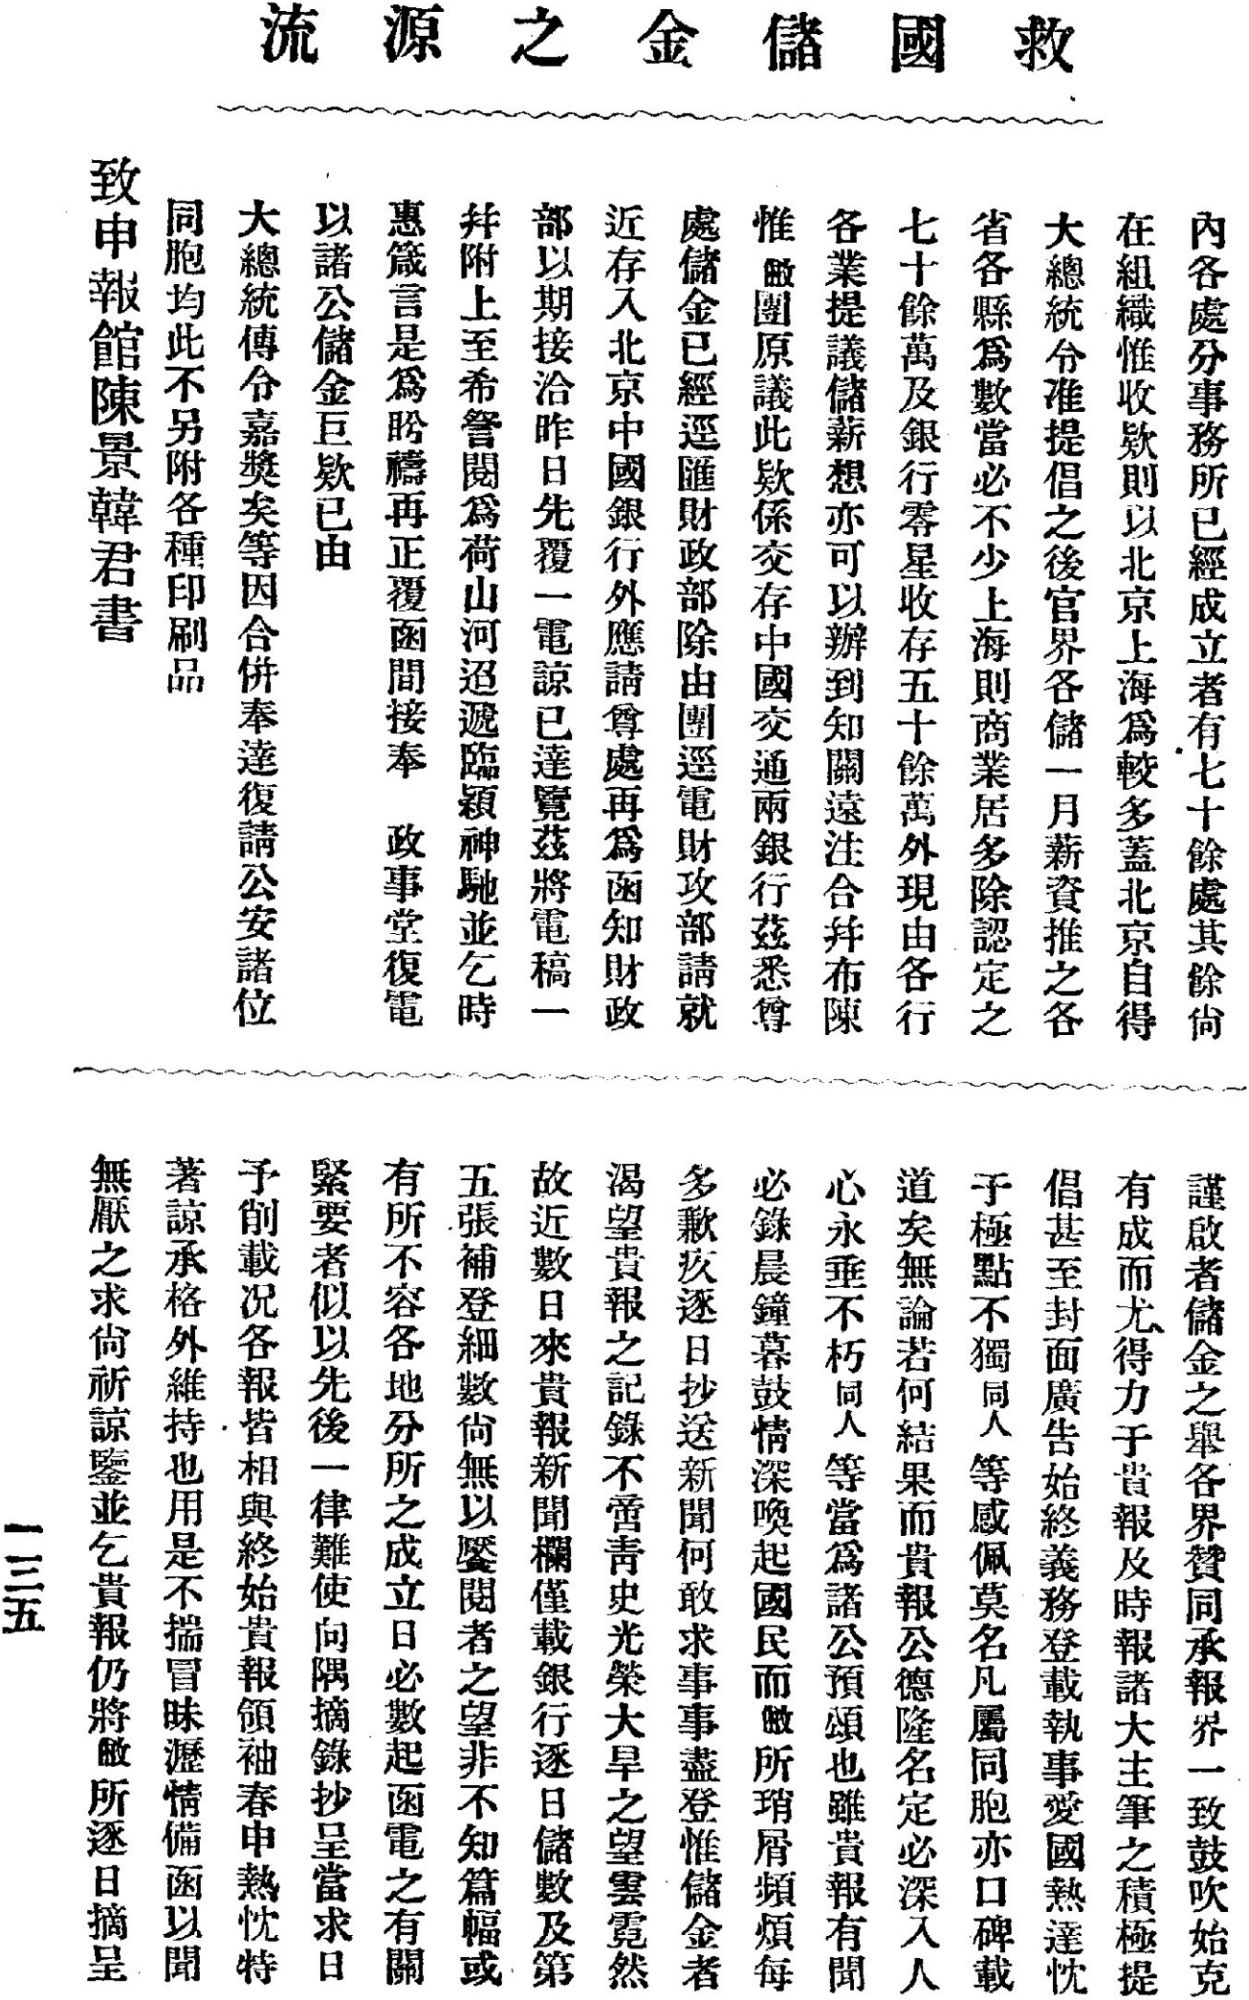 救國儲金之源流
內各處分事務所已經成立者有七十餘處其餘尙
在組織惟收欵則以北京上海爲較多蓋北京自得
大總統令准提倡之後官界各儲一月薪資推之各
省各縣爲數當必不少上海則商業居多除認定之
七十餘萬及銀行零星收存五十餘萬外現由各行
各業提議儲薪想亦可以辦到知關遠注合幷布陳
惟敝團原議此欵係交存中國交通兩銀行茲悉尊
處儲金已經逕匯財政部除由團逕電財攻部請就
近存入北京中國銀行外應請尊處再爲函知財政
部以期接洽昨日先覆一電諒已達覽茲將電稿一
幷附上至希詧閱爲荷山河迢遞臨潁神馳並乞時
惠箴言是爲盻禱再正覆函間接奉 政事堂復電
以諸公儲金巨欵已由
大總統傳令嘉奬矣等因合倂奉達復請公安諸位
同胞均此不另附各種印刷品
致申報館陳景韓君書
謹啟者儲金之舉各界贊同承報界一致鼓吹始克
有成而尤得力于貴報及時報諸大主筆之積極提
倡甚至封面廣告始終義務登載執事愛國熱達忱
于極點不獨同人等感佩莫名凡屬同胞亦口碑載
道矣無論若何結果而貴報公德隆名定必深入人
心永垂不朽同人等當爲諸公預頌也雖貴報有聞
必錄晨鐘暮鼓情深喚起國民而敝所瑣屑頻煩每
多歉疚逐日抄送新聞何敢求事事盡登惟儲金者
渴望貴報之記錄不啻靑史光榮大旱之望雲霓然
故近數日來貴報新聞欄僅載銀行逐日儲數及第
五張補登細數尙無以饜閱者之望非不知篇幅或
有所不容各地分所之成立日必數起函電之有關
緊要者似以先後一律難使向隅摘錄抄呈當求日
予削載况各報皆相與終始貴報領袖春申熱忱特
著諒承格外維持也用是不揣冒昧瀝情備函以聞
無厭之求尙祈諒鑒並乞貴報仍將敝所逐日摘呈
一三五